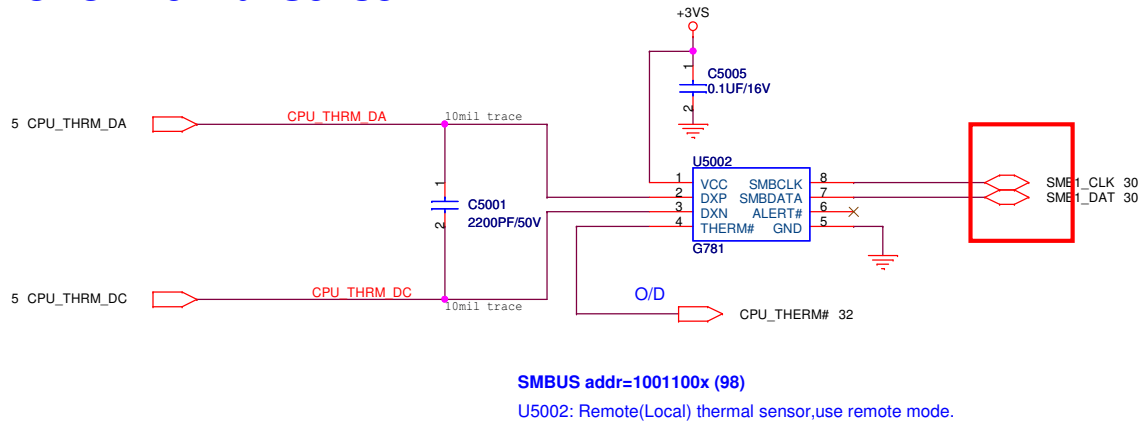 +3VS
1
C5005
0.1UF/16V
2
5 CPU_THRM_DA
CPU_THRM_DA
10mil trace
U5002
1 VCC SMBCLK 8
2 DXP SMBDATA 7
3 DXN ALERT# 6
4 THERM# GND 5
G781
SMB1_CLK 30
SMB1_DAT 30
1
C5001
2200PF/50V
2
5 CPU_THRM_DC
CPU_THRM_DC
10mil trace
O/D
CPU_THERM# 32
SMBUS addr=1001100x (98)
U5002: Remote(Local) thermal sensor,use remote mode.